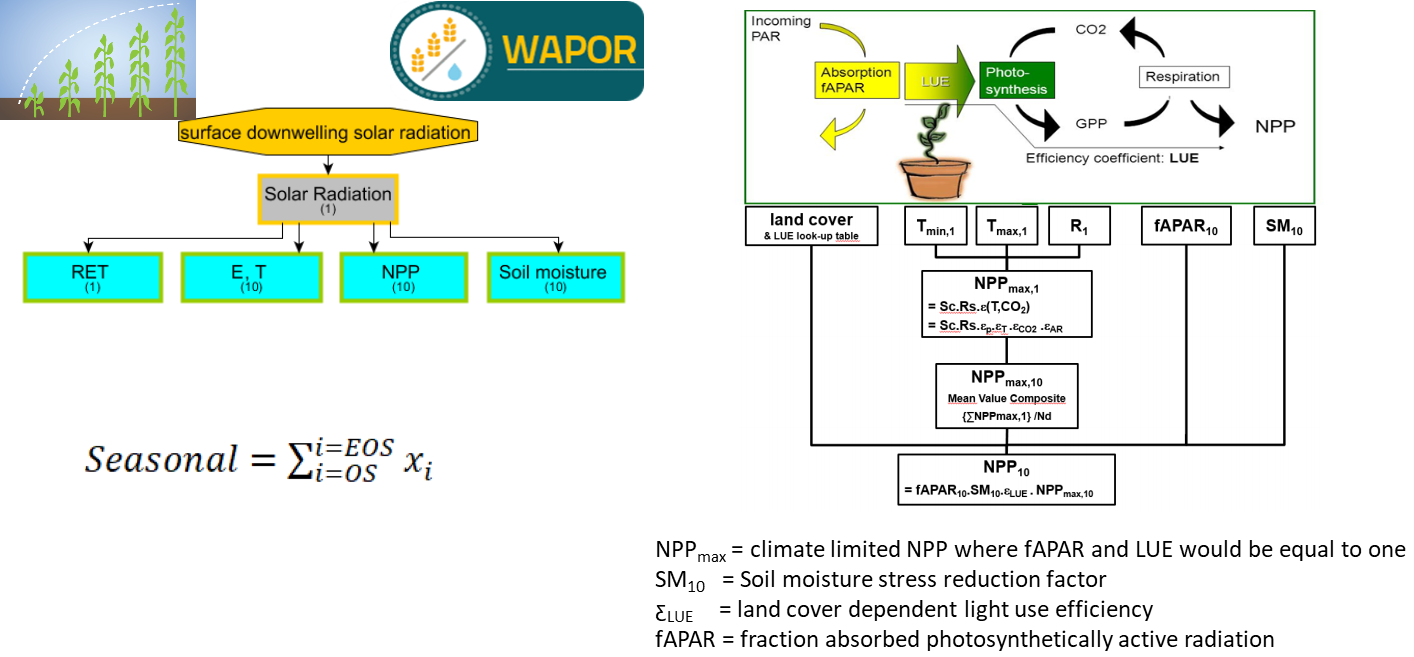 WAPOR
surface downwelling solar radiation
Solar Radiation
(1)
RET
(1)
E, T
(10)
NPP
(10)
Soil moisture
(10)
Seasonal = ∑_{i=OS}^{i=EOS} x_i
Incoming
PAR
Absorption
fAPAR
LUE
Photo-
synthesis
CO2
Respiration
GPP
NPP
Efficiency coefficient: LUE
land cover
& LUE look-up table
T_{min,1}
T_{max,1}
R_1
fAPAR_{10}
SM_{10}
NPP_{max,1}
= Sc.Rs.ε(T,CO_2)
= Sc.Rs.ε_p.ε_T .ε_{CO2} .ε_{AR}
NPP_{max,10}
Mean Value Composite
{∑NPPmax,1} /Nd
NPP_{10}
= fAPAR_{10}.SM_{10}.ε_{LUE} . NPP_{max,10}
NPP_{max} = climate limited NPP where fAPAR and LUE would be equal to one
SM_{10} = Soil moisture stress reduction factor
Ƹ_{LUE} = land cover dependent light use efficiency
fAPAR = fraction absorbed photosynthetically active radiation